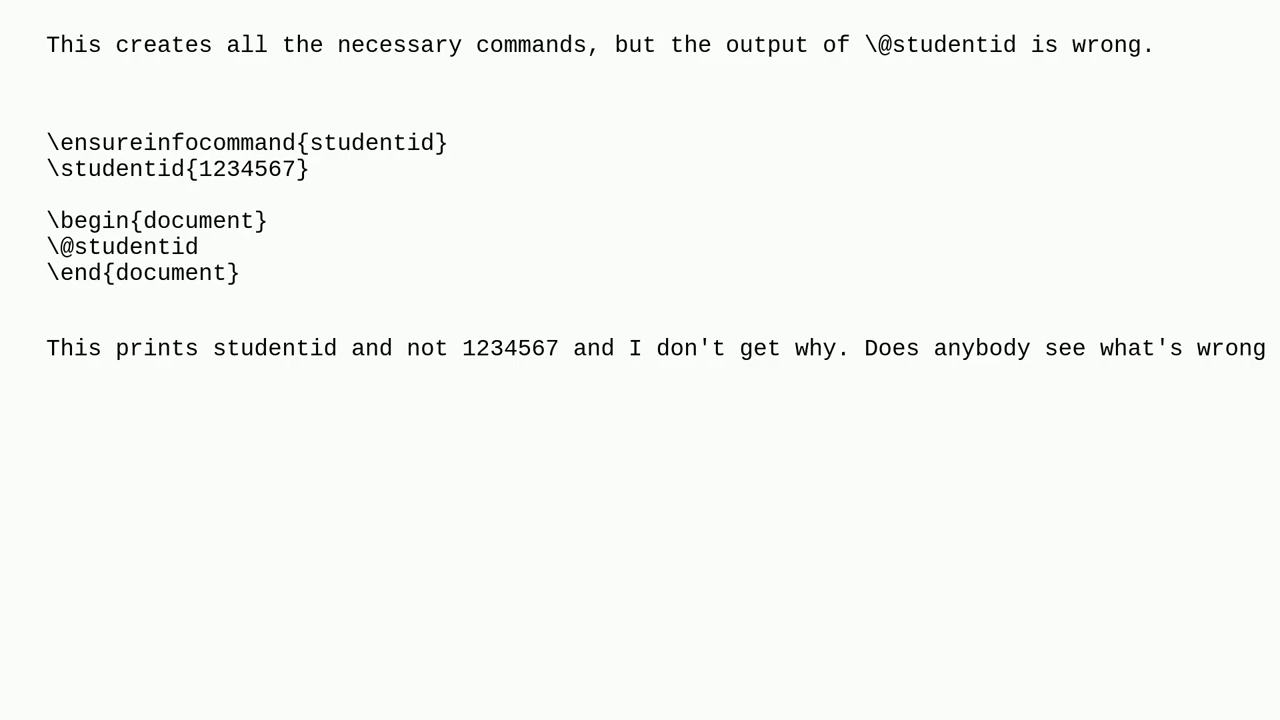 This creates all the necessary commands, but the output of \@studentid is wrong.
\ensureinfocommand{studentid}
\studentid{1234567}
\begin{document}
\@studentid
\end{document}
This prints studentid and not 1234567 and I don't get why. Does anybody see what's wrong